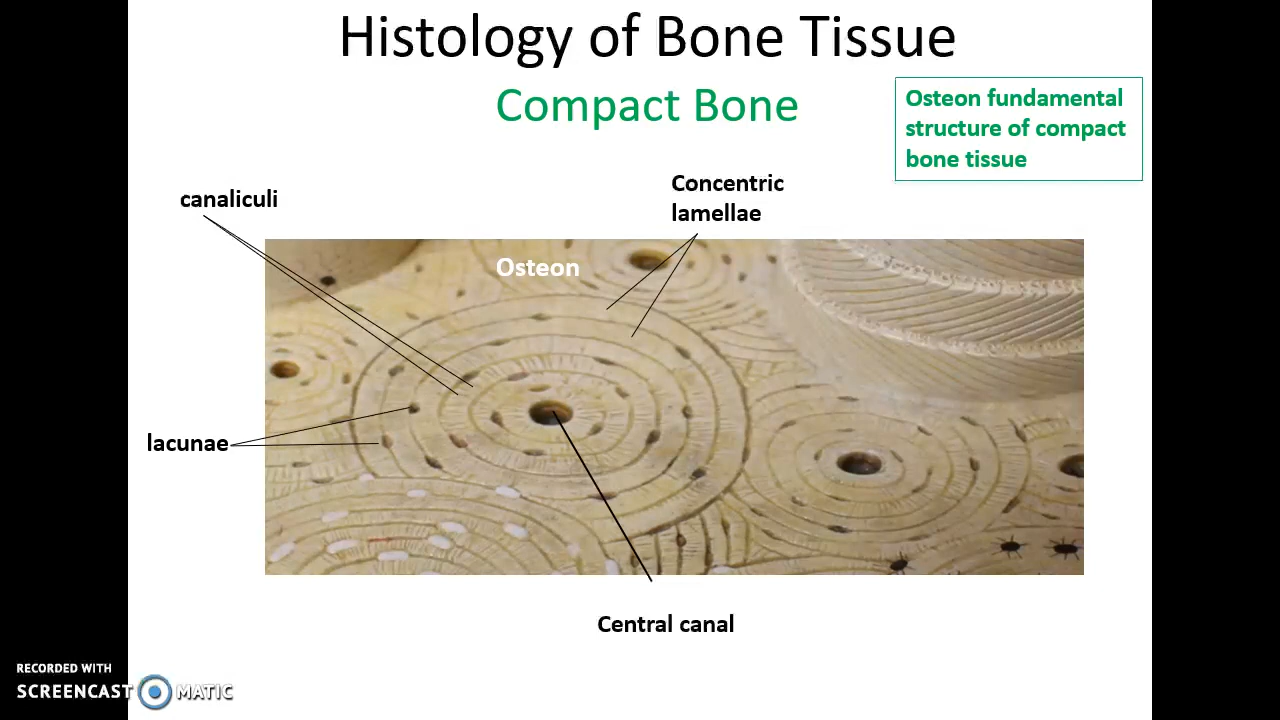 Histology of Bone Tissue
Compact Bone
Osteon fundamental
structure of compact
bone tissue
canaliculi
Concentric
lamellae
Osteon
lacunae
Central canal
RECORDED WITH
SCREENCAST MATIC